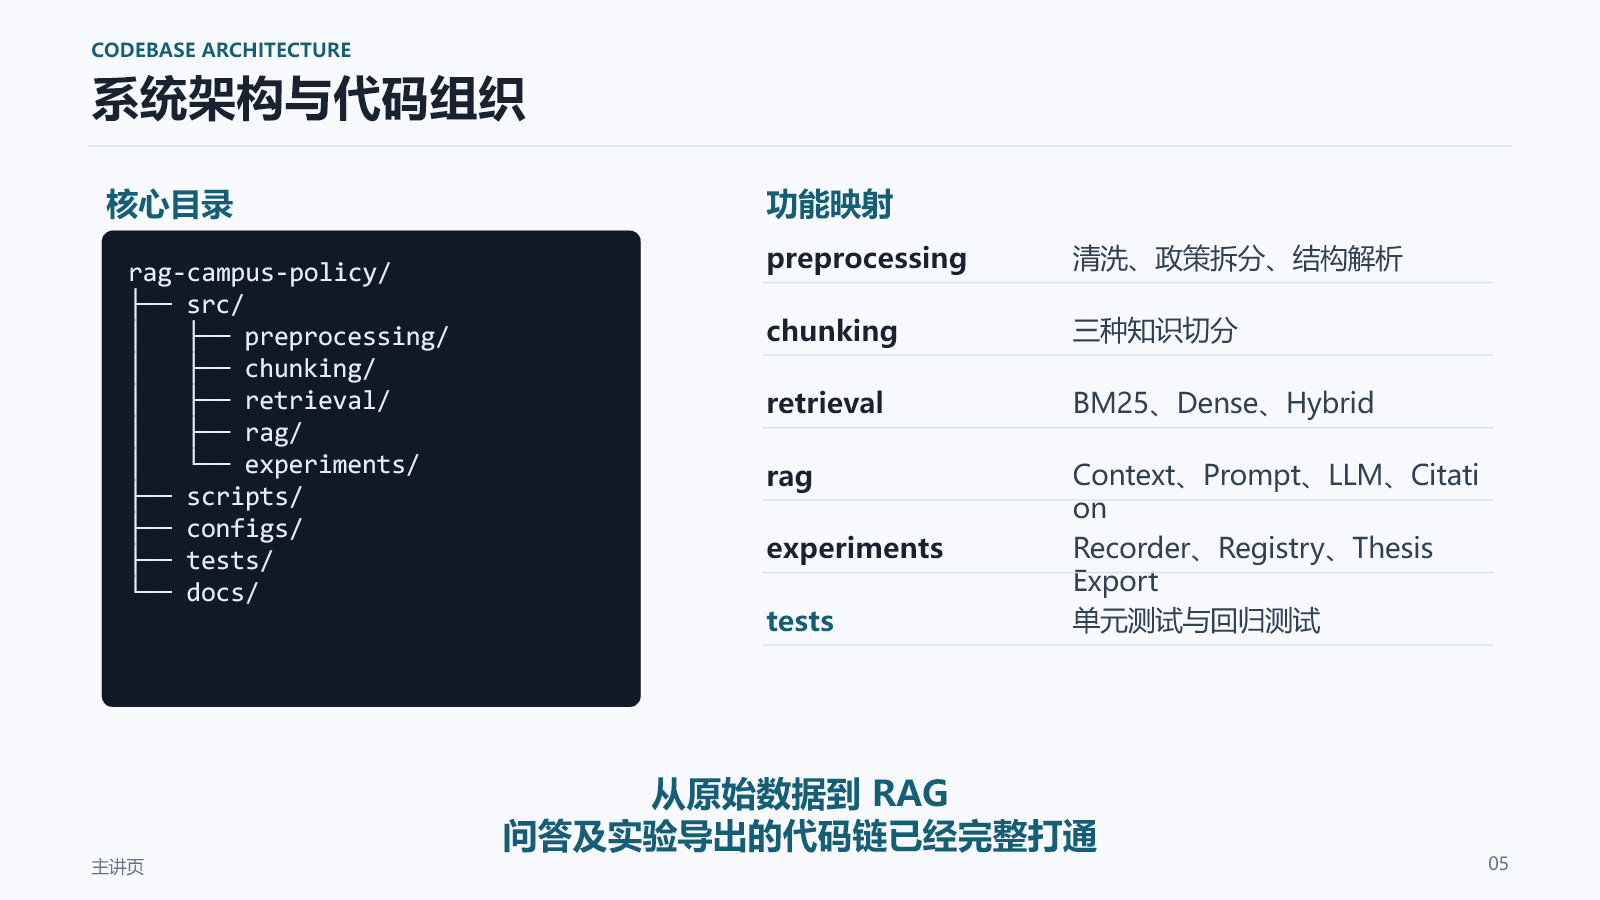 CODEBASE ARCHITECTURE
系统架构与代码组织
核心目录
rag-campus-policy/
├── src/
│   ├── preprocessing/
│   ├── chunking/
│   ├── retrieval/
│   ├── rag/
│   └── experiments/
├── scripts/
├── configs/
├── tests/
└── docs/
功能映射
preprocessing 清洗、政策拆分、结构解析
chunking 三种知识切分
retrieval BM25、Dense、Hybrid
rag Context、Prompt、LLM、Citati
on
experiments Recorder、Registry、Thesis
Export
tests 单元测试与回归测试
从原始数据到 RAG
问答及实验导出的代码链已经完整打通
主讲页
05